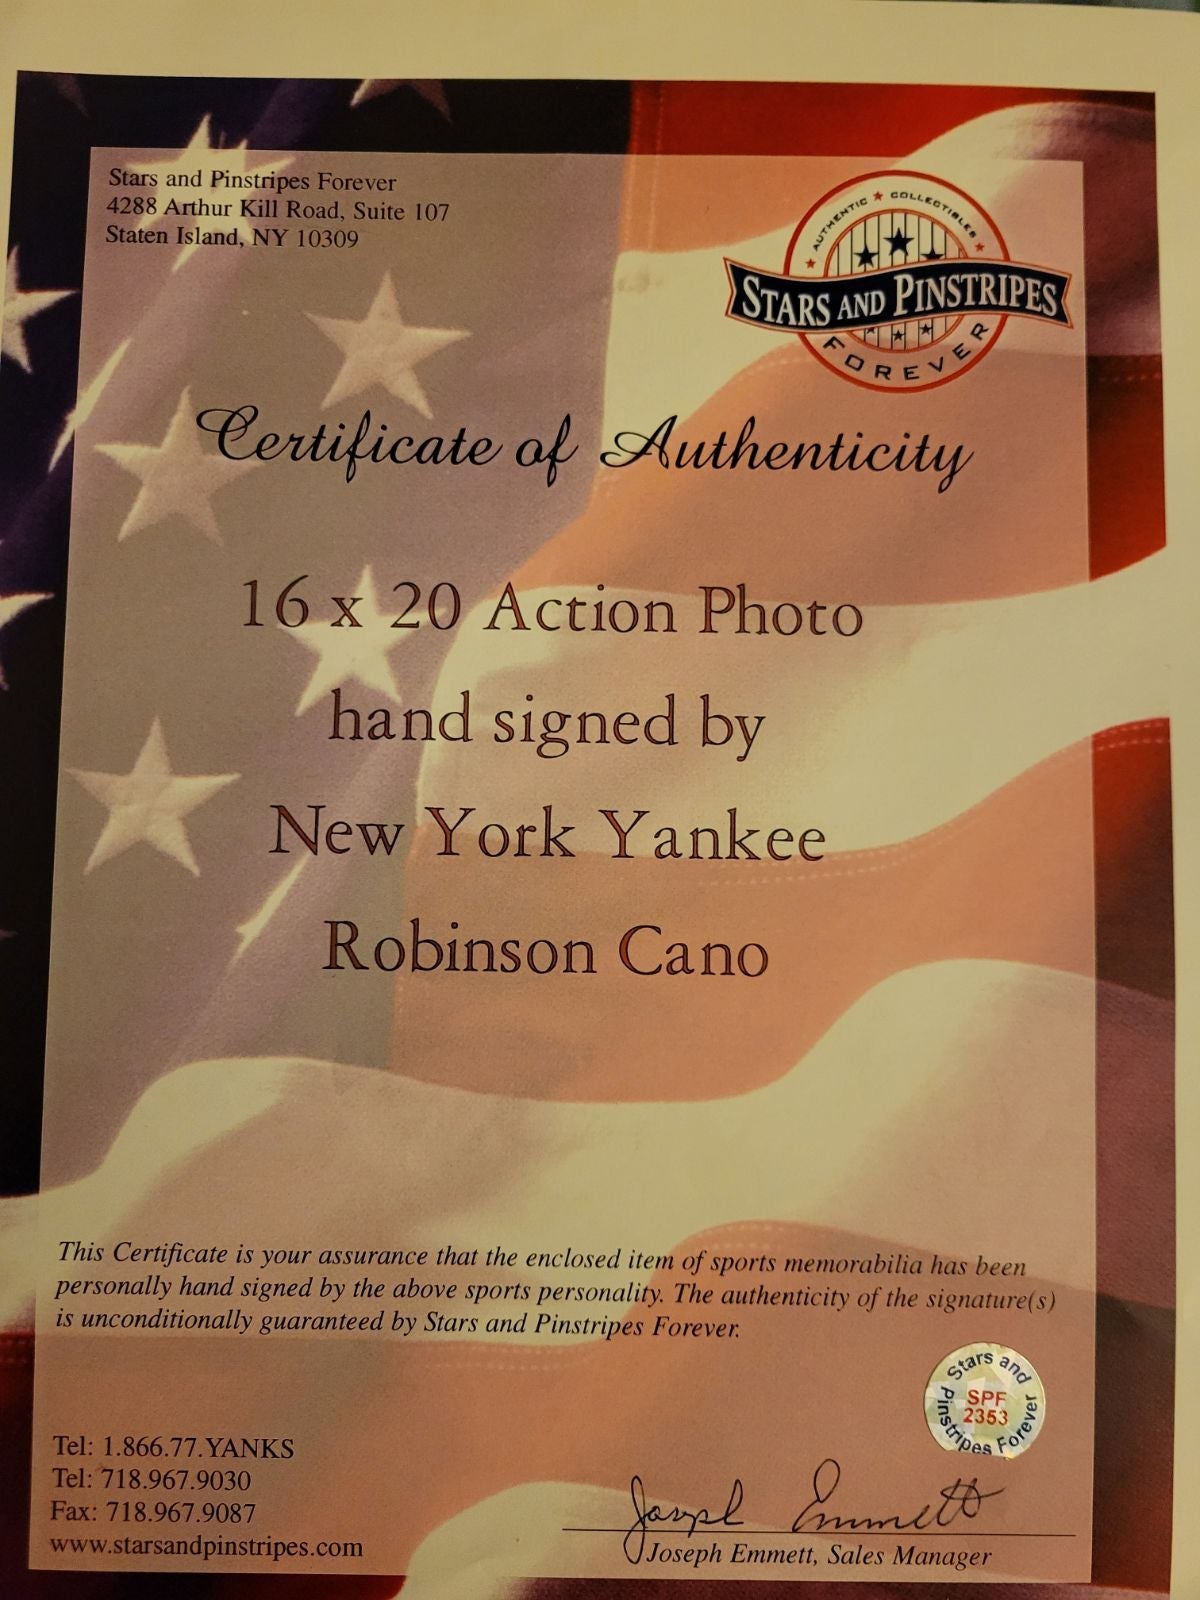 Stars and Pinstripes Forever
4288 Arthur Kill Road, Suite 107
Staten Island, NY 10309
AUTHENTIC ★ COLLECTIBLES
STARS AND PINSTRIPES
FOREVER
Certificate of Authenticity
16 x 20 Action Photo
hand signed by
New York Yankee
Robinson Cano
This Certificate is your assurance that the enclosed item of sports memorabilia has been
personally hand signed by the above sports personality. The authenticity of the signature(s)
is unconditionally guaranteed by Stars and Pinstripes Forever.
Stars and
Pinstripes Forever
SPF
2353
Tel: 1.866.77.YANKS
Tel: 718.967.9030
Fax: 718.967.9087
www.starsandpinstripes.com
Joseph Emmett
Joseph Emmett, Sales Manager